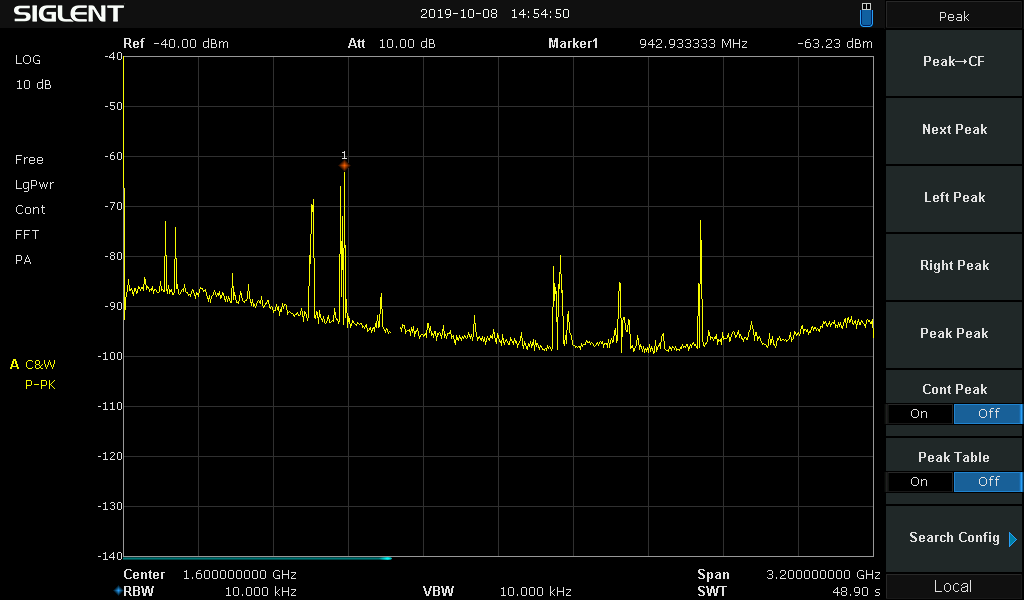 SIGLENT
2019-10-08 14:54:50
Peak
Ref -40.00 dBm Att 10.00 dB Marker1 942.933333 MHz -63.23 dBm
LOG
10 dB
Free
LgPwr
Cont
FFT
PA
A C&W
P-PK
-40
-50
-60
-70
-80
-90
-100
-110
-120
-130
-140
1
Center 1.600000000 GHz Span 3.200000000 GHz
RBW 10.000 kHz VBW 10.000 kHz SWT 48.90 s
Peak→CF
Next Peak
Left Peak
Right Peak
Peak Peak
Cont Peak
On Off
Peak Table
On Off
Search Config
Local